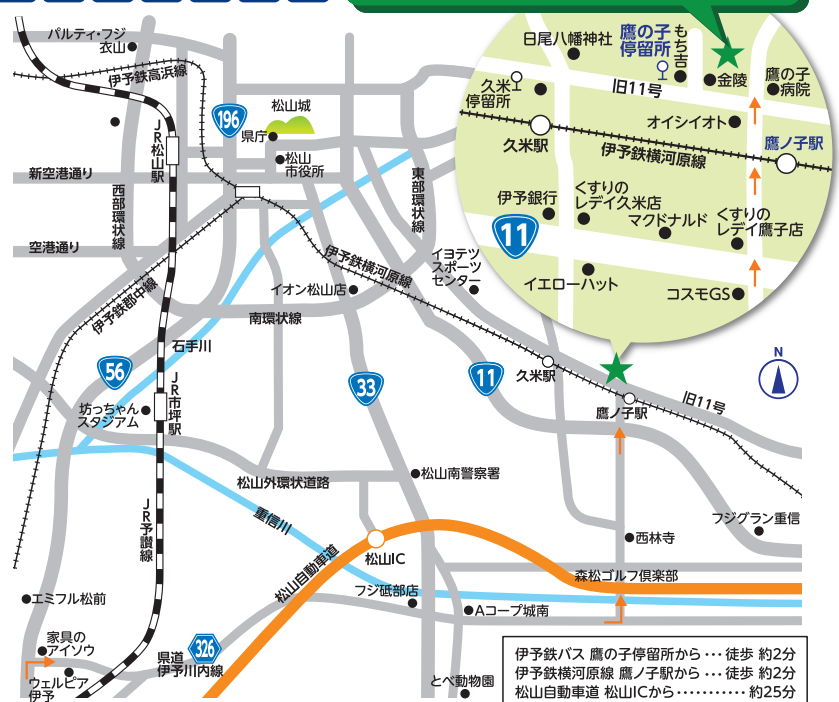 パルティ・フジ
衣山
伊予鉄高浜線
196
松山城
県庁
松山
市役所
JR松山駅
新空港通り
西部環状線
空港通り
東部環状線
伊予鉄横河原線
イヨテツ
スポーツ
センター
イオン松山店
伊予鉄郡中線
南環状線
石手川
56
33
11
久米駅
鷹ノ子駅
旧11号
N
坊っちゃん
スタジアム
JR市坪駅
松山外環状道路
松山南警察署
重信川
JR予讃線
松山IC
松山自動車道
西林寺
フジグラン重信
森松ゴルフ倶楽部
フジ砥部店
Aコープ城南
エミフル松前
家具の
アイソウ
ウェルピア
伊予
県道
伊予川内線
326
とべ動物園
日尾八幡神社
鷹の子
停留所
もち吉
金陵
鷹の子
病院
久米
停留所
旧11号
オイシイオト
久米駅
伊予鉄横河原線
鷹ノ子駅
伊予銀行
くすりの
レデイ久米店
マクドナルド
くすりの
レデイ鷹子店
11
イエローハット
コスモGS
伊予鉄バス 鷹の子停留所から…徒歩 約2分
伊予鉄横河原線 鷹ノ子駅から…徒歩 約2分
松山自動車道 松山ICから………… 約25分